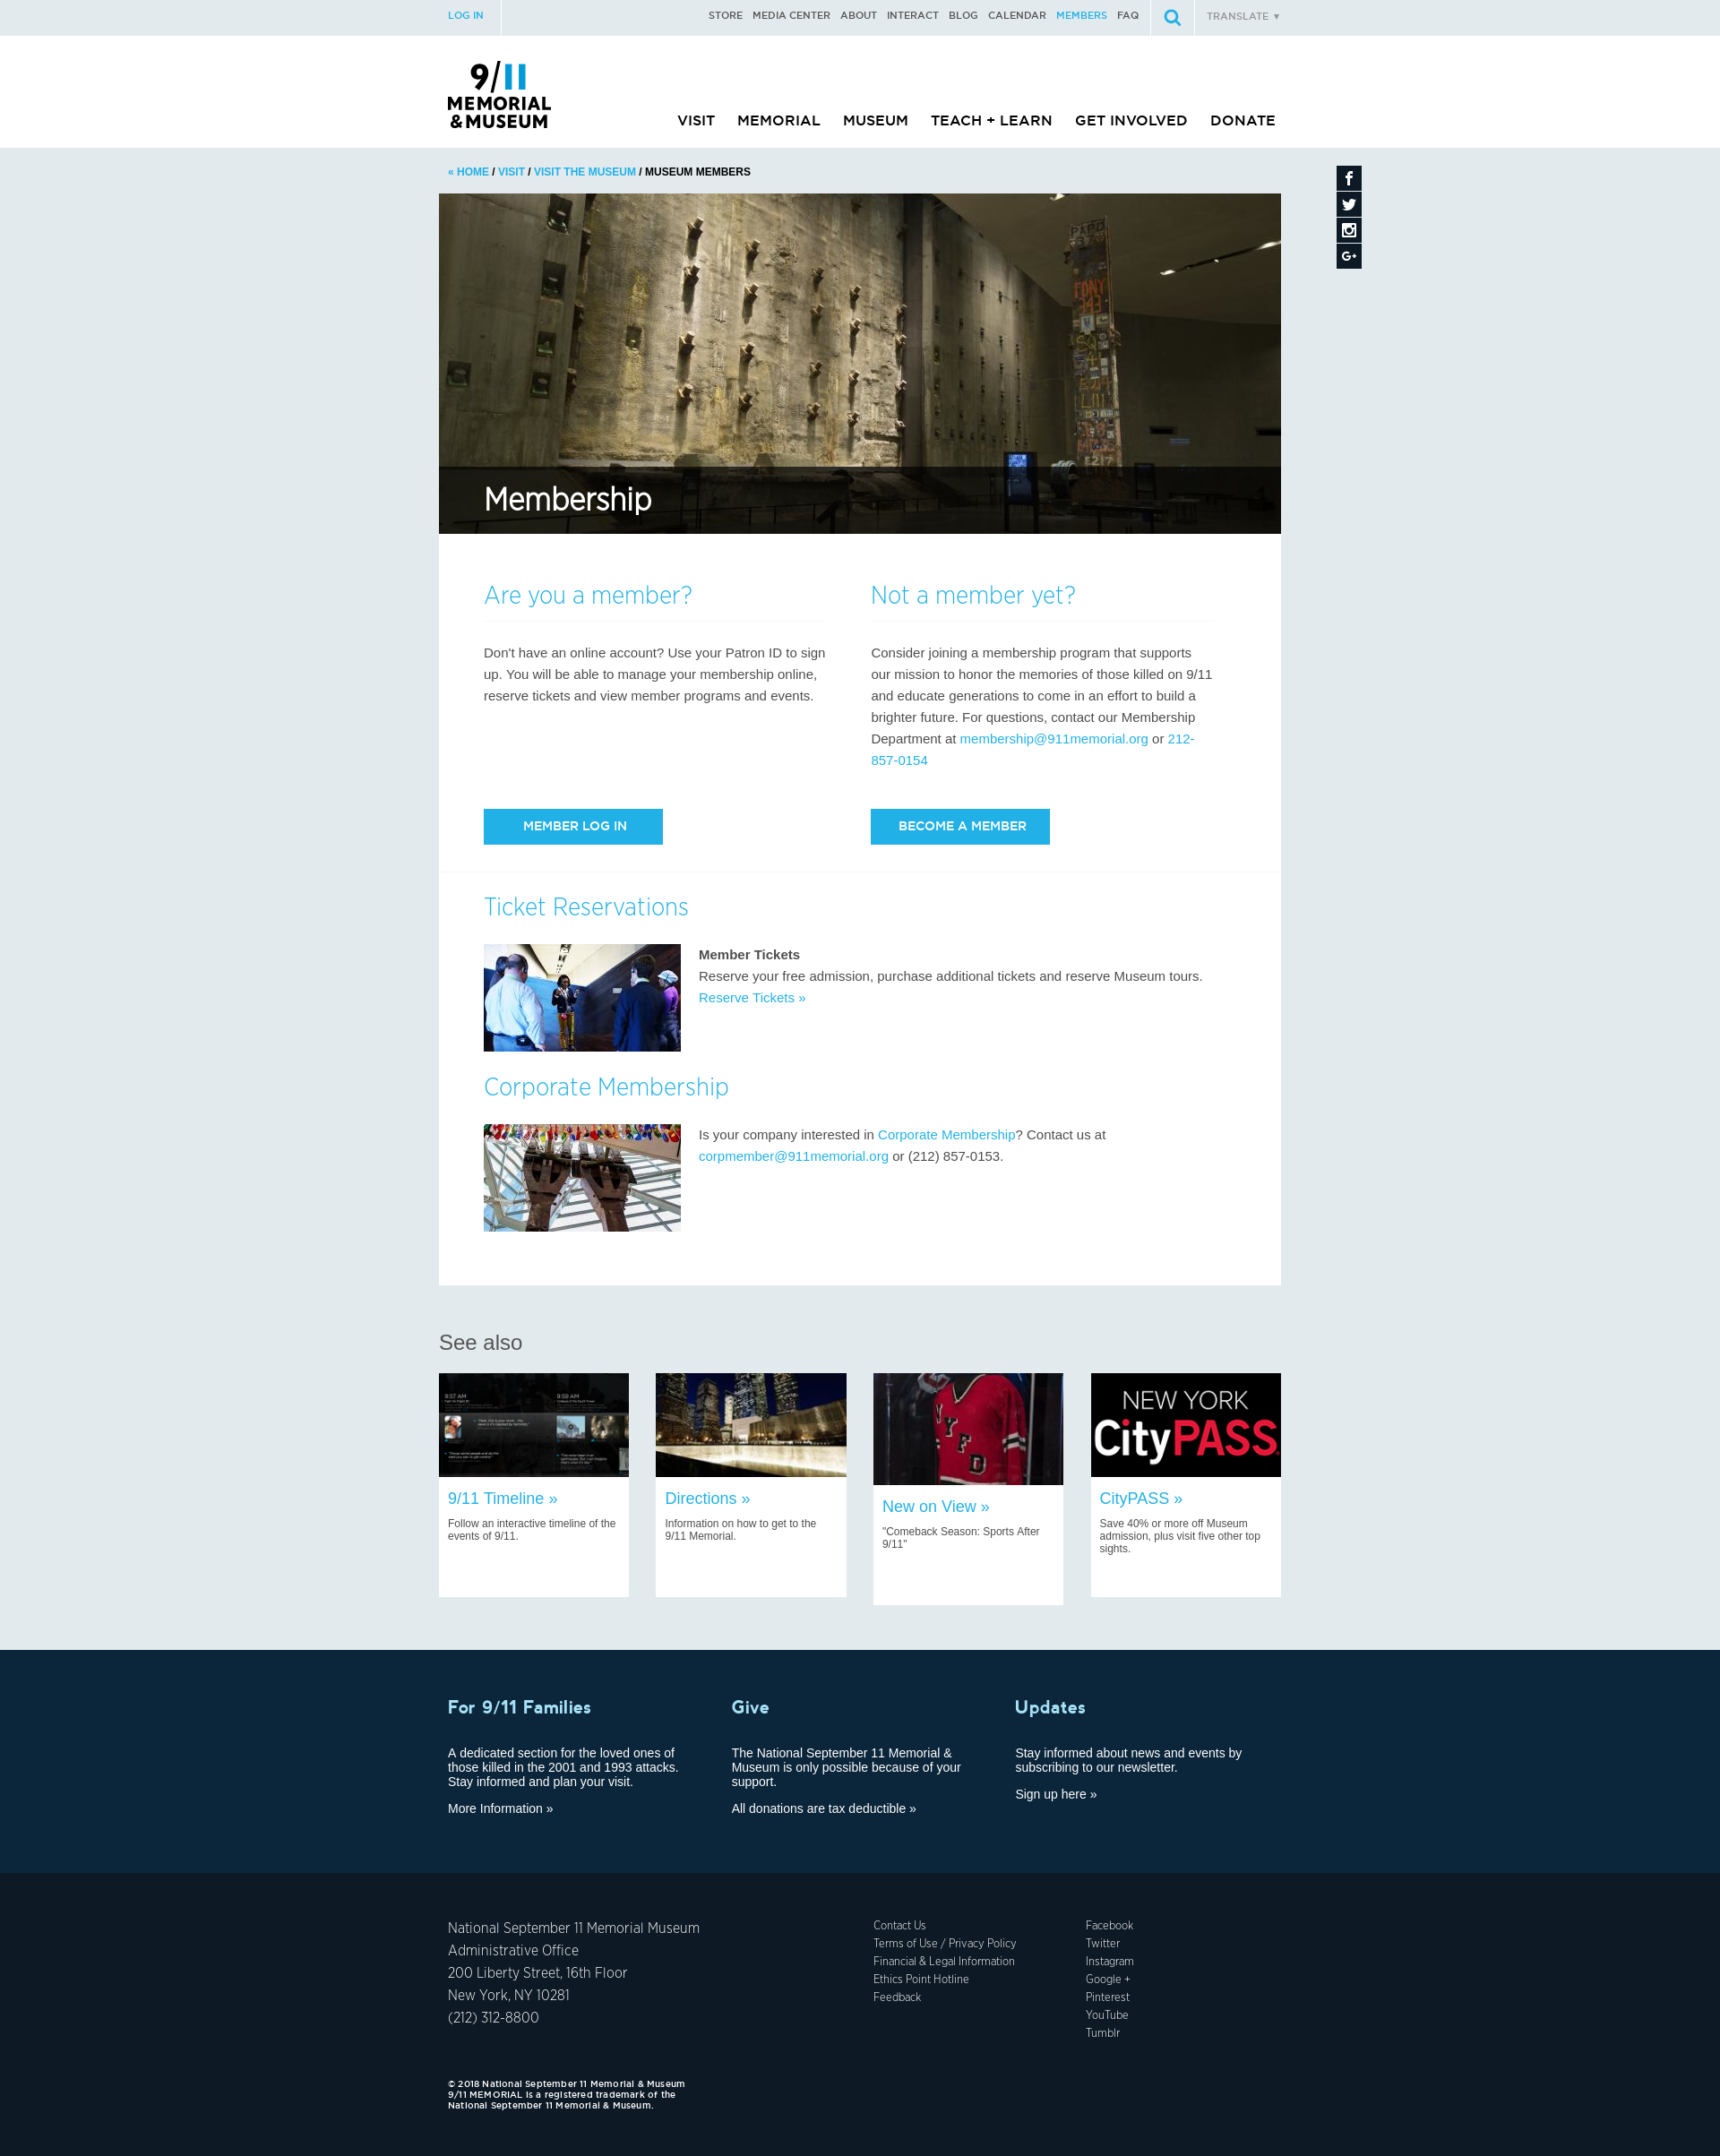 LOG IN
STORE MEDIA CENTER ABOUT INTERACT BLOG CALENDAR MEMBERS FAQ
TRANSLATE ▼
9/11
MEMORIAL
& MUSEUM
VISIT MEMORIAL MUSEUM TEACH + LEARN GET INVOLVED DONATE
« HOME / VISIT / VISIT THE MUSEUM / MUSEUM MEMBERS
PAPD
FDNY
343
Membership
Are you a member?
Don't have an online account? Use your Patron ID to sign
up. You will be able to manage your membership online,
reserve tickets and view member programs and events.
MEMBER LOG IN
Not a member yet?
Consider joining a membership program that supports
our mission to honor the memories of those killed on 9/11
and educate generations to come in an effort to build a
brighter future. For questions, contact our Membership
Department at membership@911memorial.org or 212-
857-0154
BECOME A MEMBER
Ticket Reservations
Member Tickets
Reserve your free admission, purchase additional tickets and reserve Museum tours.
Reserve Tickets »
Corporate Membership
Is your company interested in Corporate Membership? Contact us at
corpmember@911memorial.org or (212) 857-0153.
See also
9:57 AM
9:59 AM
9/11 Timeline »
Follow an interactive timeline of the
events of 9/11.
Directions »
Information on how to get to the
9/11 Memorial.
NYFD
New on View »
"Comeback Season: Sports After
9/11"
NEW YORK
CityPASS
CityPASS »
Save 40% or more off Museum
admission, plus visit five other top
sights.
For 9/11 Families
A dedicated section for the loved ones of
those killed in the 2001 and 1993 attacks.
Stay informed and plan your visit.
More Information »
Give
The National September 11 Memorial &
Museum is only possible because of your
support.
All donations are tax deductible »
Updates
Stay informed about news and events by
subscribing to our newsletter.
Sign up here »
National September 11 Memorial Museum
Administrative Office
200 Liberty Street, 16th Floor
New York, NY 10281
(212) 312-8800
Contact Us
Terms of Use / Privacy Policy
Financial & Legal Information
Ethics Point Hotline
Feedback
Facebook
Twitter
Instagram
Google +
Pinterest
YouTube
Tumblr
© 2018 National September 11 Memorial & Museum
9/11 MEMORIAL is a registered trademark of the
National September 11 Memorial & Museum.